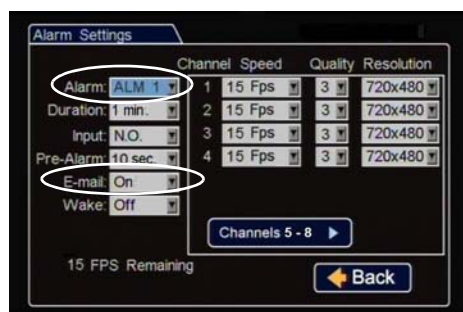 Alarm Settings
Channel Speed Quality Resolution
Alarm: ALM 1 1 15 Fps 3 720x480
Duration: 1 min. 2 15 Fps 3 720x480
Input: N.O. 3 15 Fps 3 720x480
Pre-Alarm: 10 sec. 4 15 Fps 3 720x480
E-mail: On
Wake: Off
Channels 5 - 8
15 FPS Remaining
Back